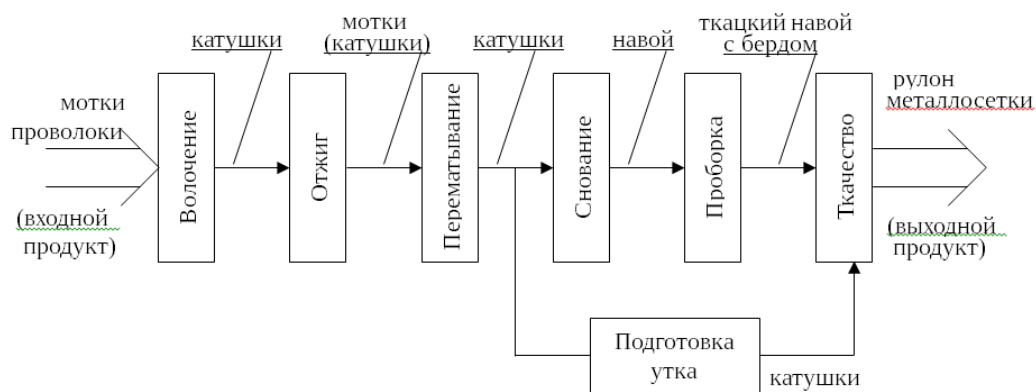 катушки
мотки
(катушки)
катушки
навой
ткацкий навой
с бердом
мотки
проволоки
(входной
продукт)
Волочение
Отжиг
Перематывание
Снование
Проборка
Ткачество
рулон
металлосетки
(выходной
продукт)
Подготовка
утка
катушки